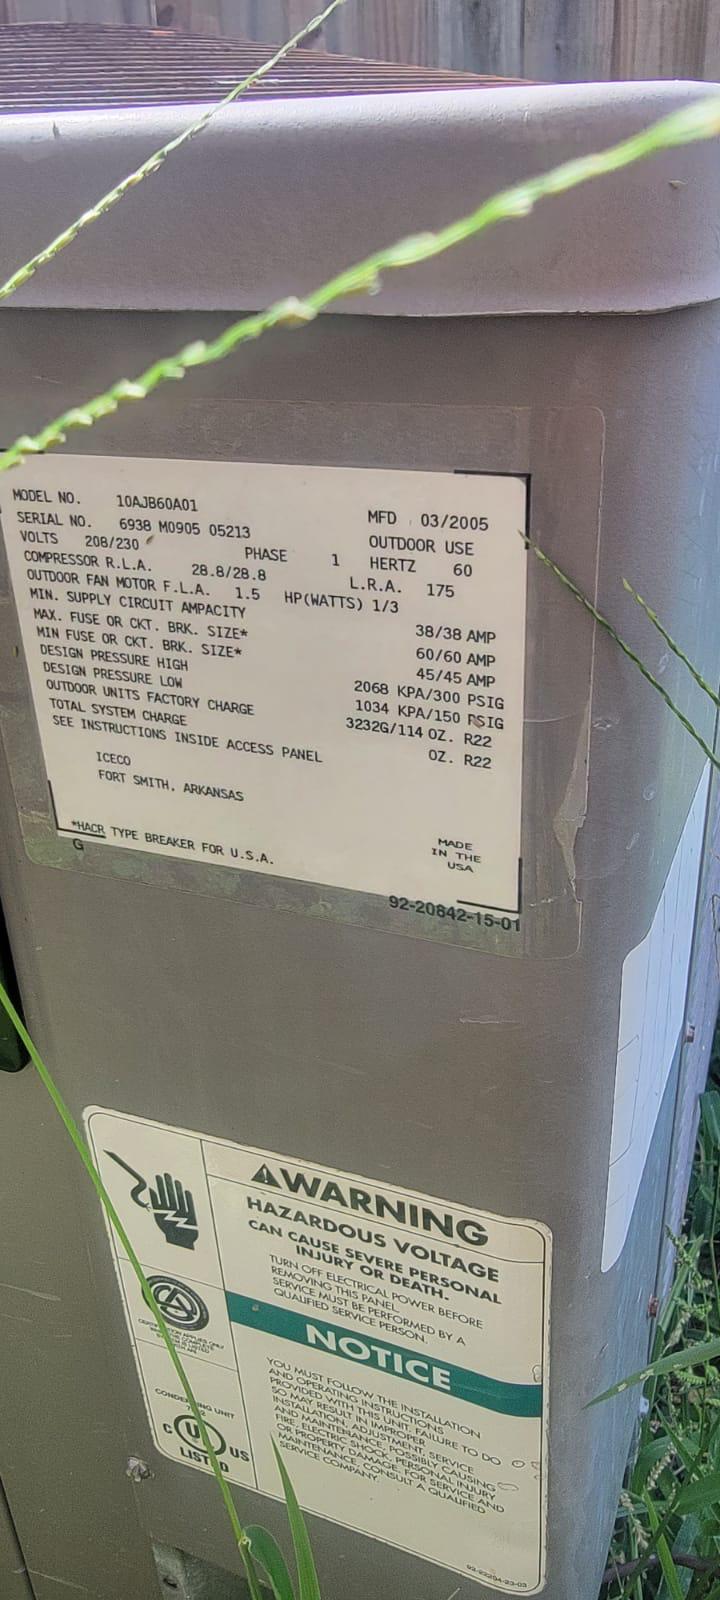 MODEL NO. 10AJB60A01
MFD 03/2005
SERIAL NO. 6938 M0905 05213
OUTDOOR USE
VOLTS 208/230 PHASE 1 HERTZ 60
COMPRESSOR R.L.A. 28.8/28.8 L.R.A. 175
OUTDOOR FAN MOTOR F.L.A. 1.5 HP(WATTS) 1/3
MIN. SUPPLY CIRCUIT AMPACITY 38/38 AMP
MAX. FUSE OR CKT. BRK. SIZE* 60/60 AMP
MIN FUSE OR CKT. BRK. SIZE* 45/45 AMP
DESIGN PRESSURE HIGH 2068 KPA/300 PSIG
DESIGN PRESSURE LOW 1034 KPA/150 PSIG
OUTDOOR UNITS FACTORY CHARGE 3232G/114 OZ. R22
TOTAL SYSTEM CHARGE OZ. R22
SEE INSTRUCTIONS INSIDE ACCESS PANEL
ICECO
FORT SMITH, ARKANSAS
*HACR TYPE BREAKER FOR U.S.A.
G
MADE
IN THE
USA
92-20842-15-01
WARNING
HAZARDOUS VOLTAGE
CAN CAUSE SEVERE PERSONAL
INJURY OR DEATH.
TURN OFF ELECTRICAL POWER BEFORE
REMOVING THIS PANEL.
SERVICE MUST BE PERFORMED BY A
QUALIFIED SERVICE PERSON.
NOTICE
YOU MUST FOLLOW THE INSTALLATION
AND OPERATING INSTRUCTIONS
PROVIDED WITH THIS UNIT. FAILURE TO DO
SO MAY RESULT IN IMPROPER
INSTALLATION, ADJUSTMENT, SERVICE
AND MAINTENANCE, POSSIBLY CAUSING
FIRE, ELECTRIC SHOCK, PERSONAL INJURY
OR PROPERTY DAMAGE. FOR SERVICE AND
MAINTENANCE, CONSULT A QUALIFIED
SERVICE COMPANY.
CONDENSING UNIT
C UL US
LISTED